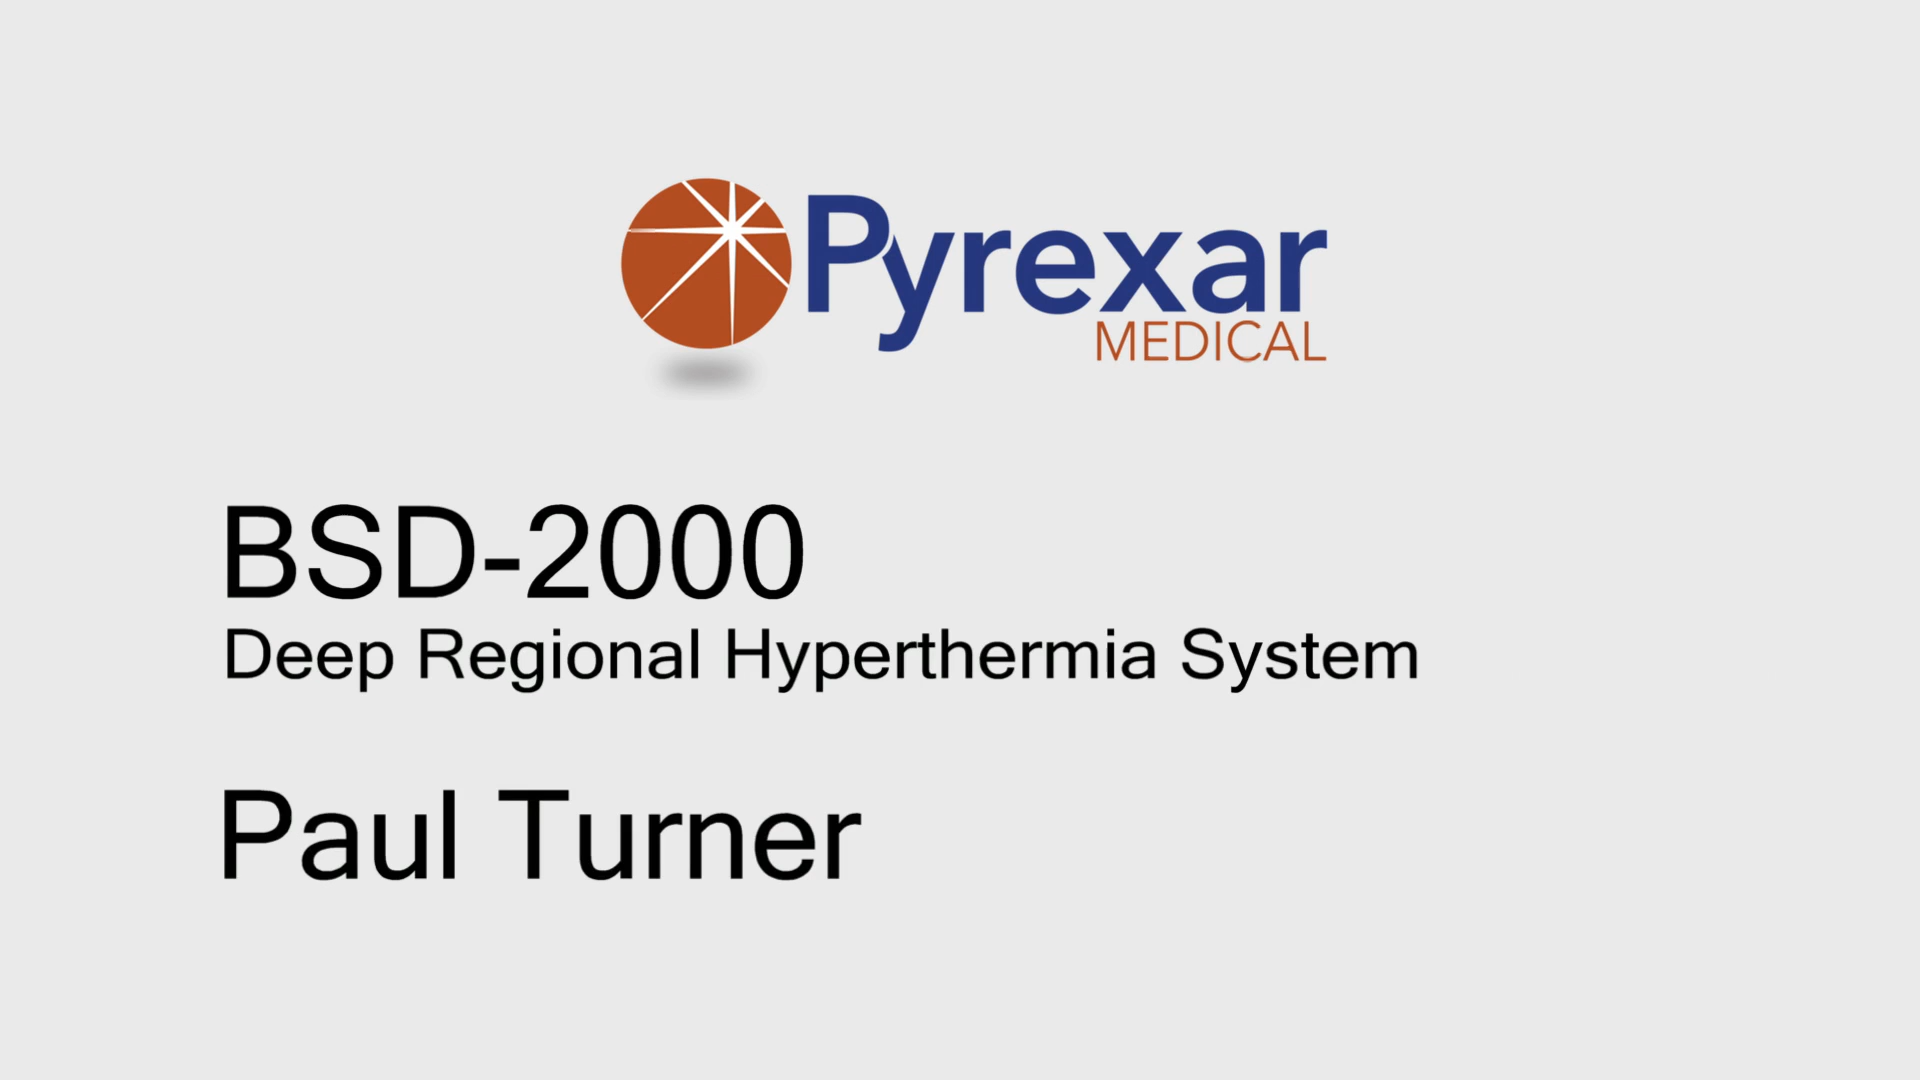 Pyrexar
MEDICAL
BSD-2000
Deep Regional Hyperthermia System
Paul Turner